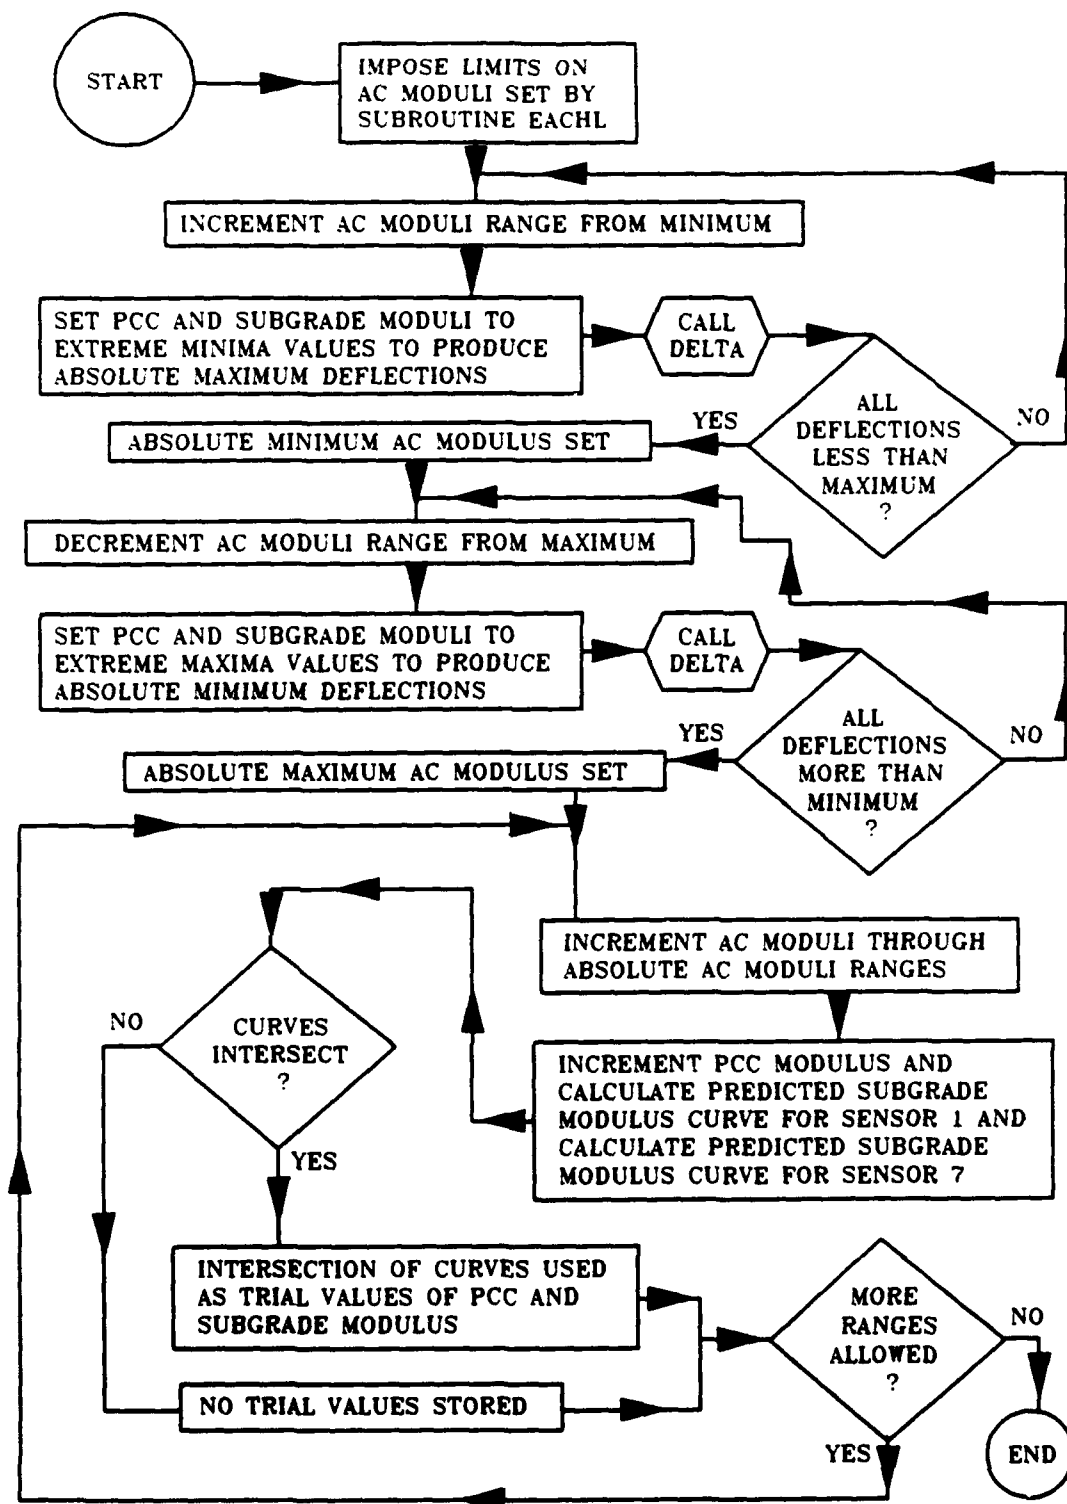 START
IMPOSE LIMITS ON
AC MODULI SET BY
SUBROUTINE EACHL
INCREMENT AC MODULI RANGE FROM MINIMUM
SET PCC AND SUBGRADE MODULI TO
EXTREME MINIMA VALUES TO PRODUCE
ABSOLUTE MAXIMUM DEFLECTIONS
CALL
DELTA
ALL
DEFLECTIONS
LESS THAN
MAXIMUM
?
YES
NO
ABSOLUTE MINIMUM AC MODULUS SET
DECREMENT AC MODULI RANGE FROM MAXIMUM
SET PCC AND SUBGRADE MODULI TO
EXTREME MAXIMA VALUES TO PRODUCE
ABSOLUTE MIMIMUM DEFLECTIONS
CALL
DELTA
ALL
DEFLECTIONS
MORE THAN
MINIMUM
?
YES
NO
ABSOLUTE MAXIMUM AC MODULUS SET
INCREMENT AC MODULI THROUGH
ABSOLUTE AC MODULI RANGES
INCREMENT PCC MODULUS AND
CALCULATE PREDICTED SUBGRADE
MODULUS CURVE FOR SENSOR 1 AND
CALCULATE PREDICTED SUBGRADE
MODULUS CURVE FOR SENSOR 7
CURVES
INTERSECT
?
NO
YES
INTERSECTION OF CURVES USED
AS TRIAL VALUES OF PCC AND
SUBGRADE MODULUS
NO TRIAL VALUES STORED
MORE
RANGES
ALLOWED
?
NO
YES
END